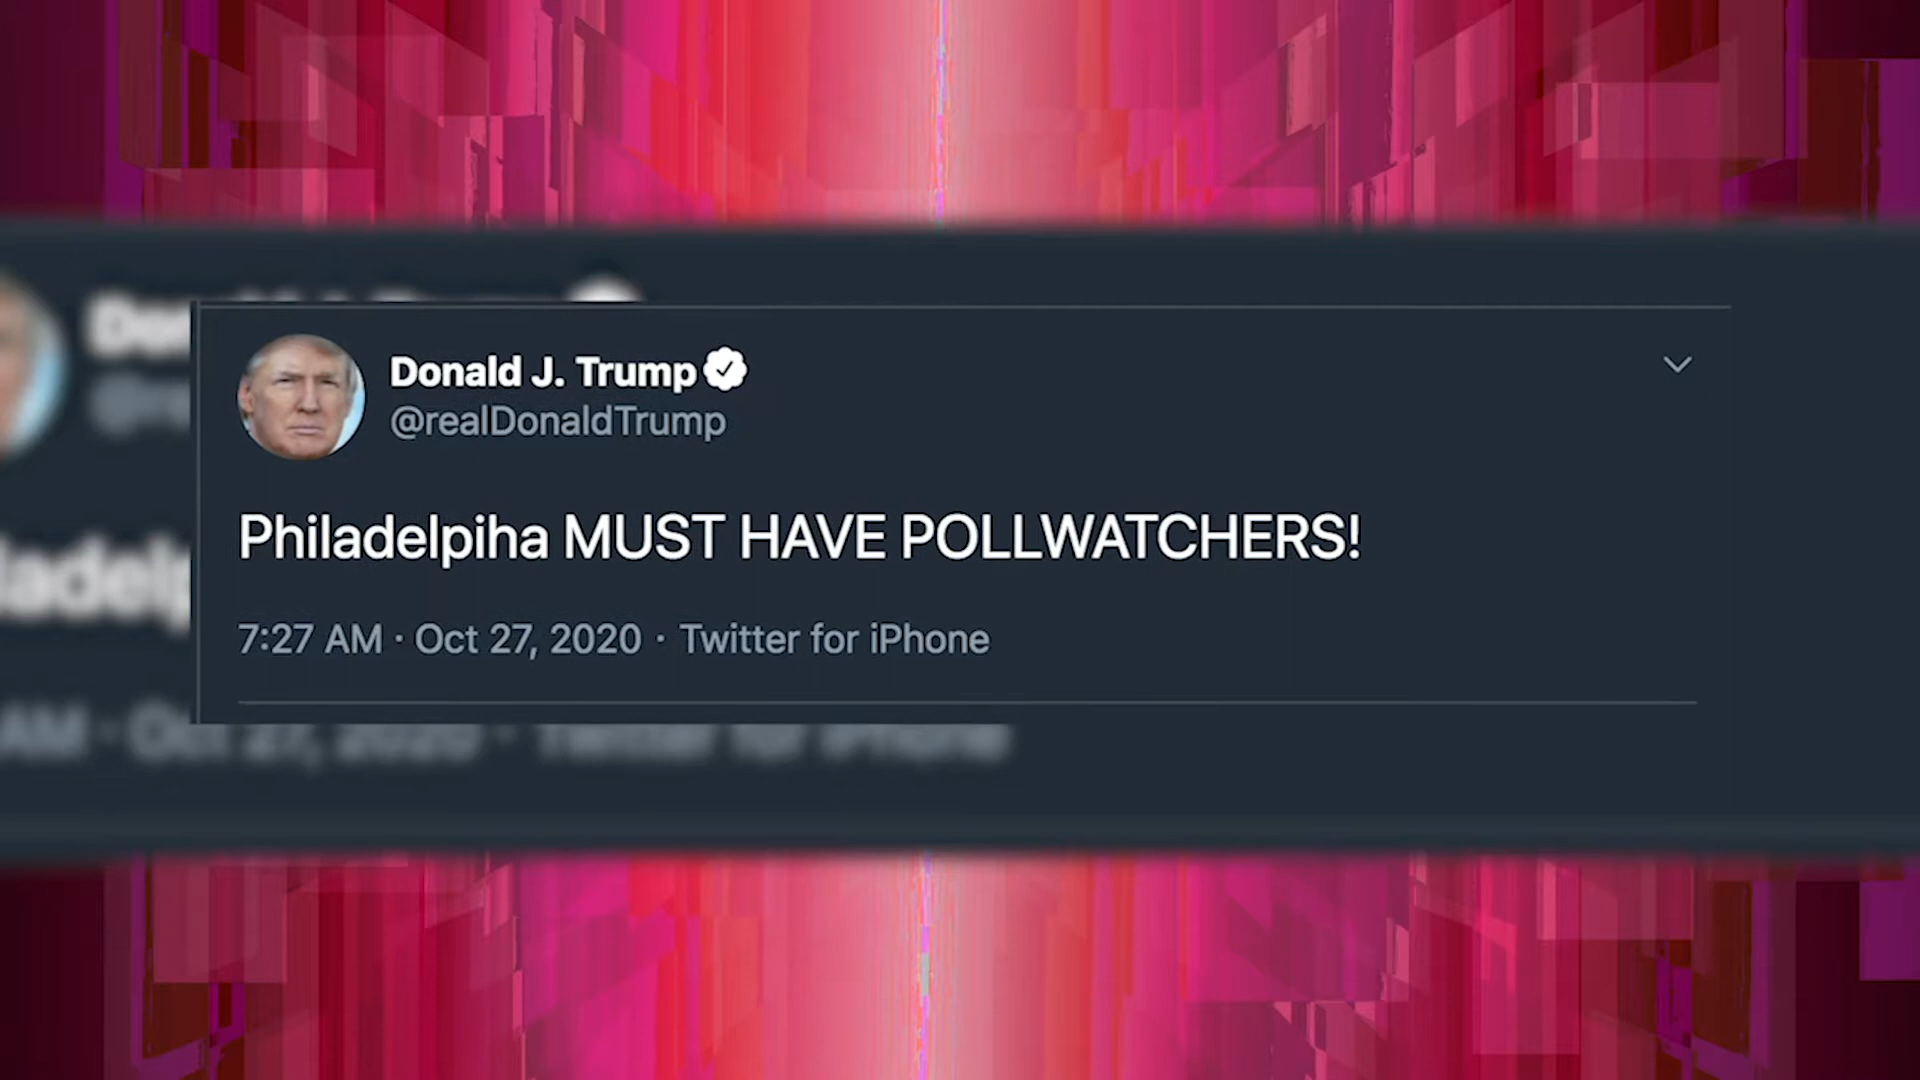 Donald J. Trump
@realDonaldTrump
Philadelpiha MUST HAVE POLLWATCHERS!
7:27 AM · Oct 27, 2020 · Twitter for iPhone